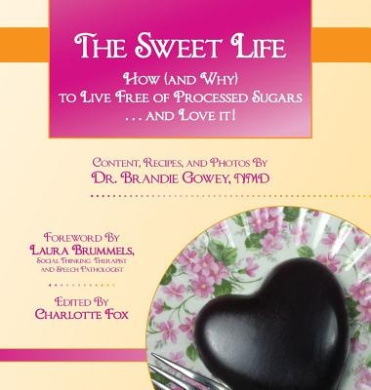 The Sweet Life
How (and Why)
to Live Free of Processed Sugars
. . . and Love it!
Content, Recipes, and Photos By
Dr. Brandie Gowey, NMD
Foreword By
Laura Brummels,
Social Thinking Therapist
and Speech Pathologist
Edited By
Charlotte Fox